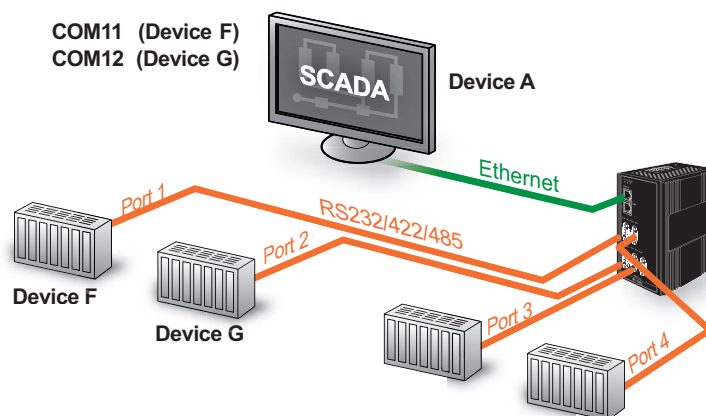 COM11 (Device F)
COM12 (Device G)
SCADA
Device A
Ethernet
Port 1
RS232/422/485
Port 2
Device F
Device G
Port 3
Port 4